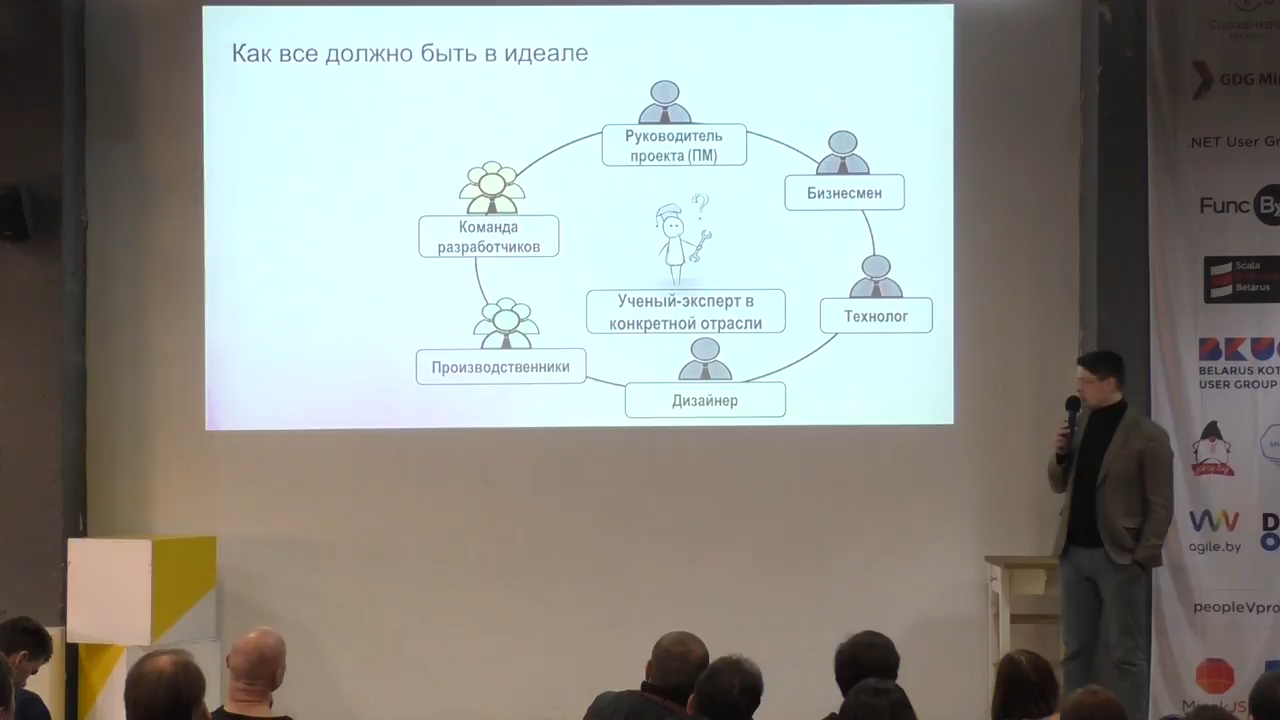 Как все должно быть в идеале
Руководитель
проекта (ПМ)
Бизнесмен
Команда
разработчиков
Ученый-эксперт в
конкретной отрасли
Технолог
Производственники
Дизайнер
?
GDG Mi
.NET User Gr
Func By
Scala
Belarus
BKUG
BELARUS KOT
USER GROUP
agile.by
D
O
peopleVpro